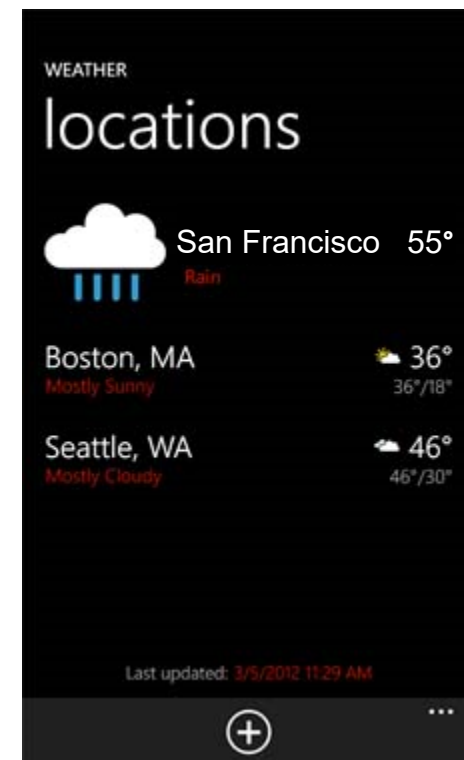 WEATHER
locations
San Francisco 55°
Rain
Boston, MA 36°
Mostly Sunny 36°/18°
Seattle, WA 46°
Mostly Cloudy 46°/30°
Last updated: 3/5/2012 11:29 AM